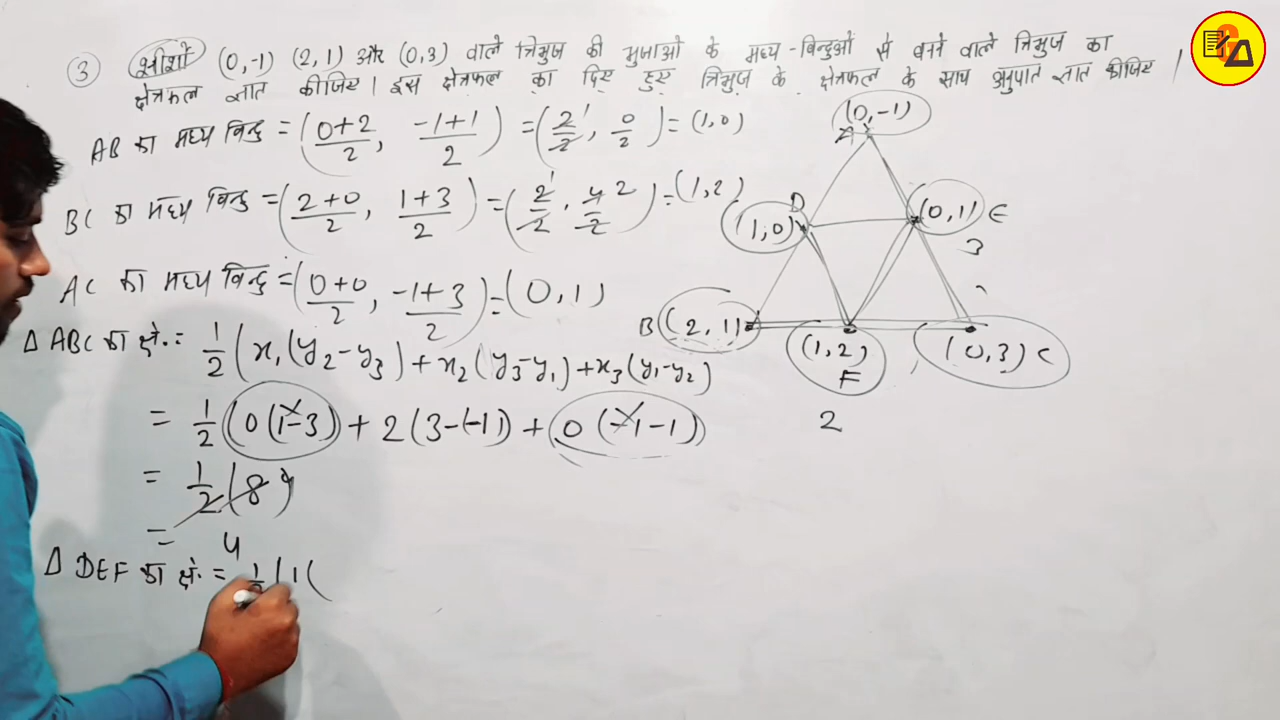 ③ शीर्षो (0,-1) (2,1) और (0,3) वाले त्रिभुज की भुजाओं के मध्य-बिन्दुओं से बने वाले त्रिभुज का
क्षेत्रफल ज्ञात कीजिए। इस क्षेत्रफल का दिए हुए त्रिभुज के क्षेत्रफल के साथ अनुपात ज्ञात कीजिए।
AB का मध्य बिन्दु = (0+2/2, -1+1/2) = (2/2, 0/2) = (1,0)
BC का मध्य बिन्दु = (2+0/2, 1+3/2) = (2/2, 4/2) = (1,2)
AC का मध्य बिन्दु = (0+0/2, -1+3/2) = (0,1)
Δ ABC का क्षे. = 1/2 (x₁(y₂-y₃)+x₂(y₃-y₁)+x₃(y₁-y₂)
= 1/2 (0(1-3)+2(3-(-1)+0(-1-1)
= 1/2 (8)
= 4
Δ DEF का क्षे. = 1/2 (1(
(0,-1)
A
D
(1,0)
(0,1) E
3
B (2,1)
(1,2)
F
(0,3) C
2